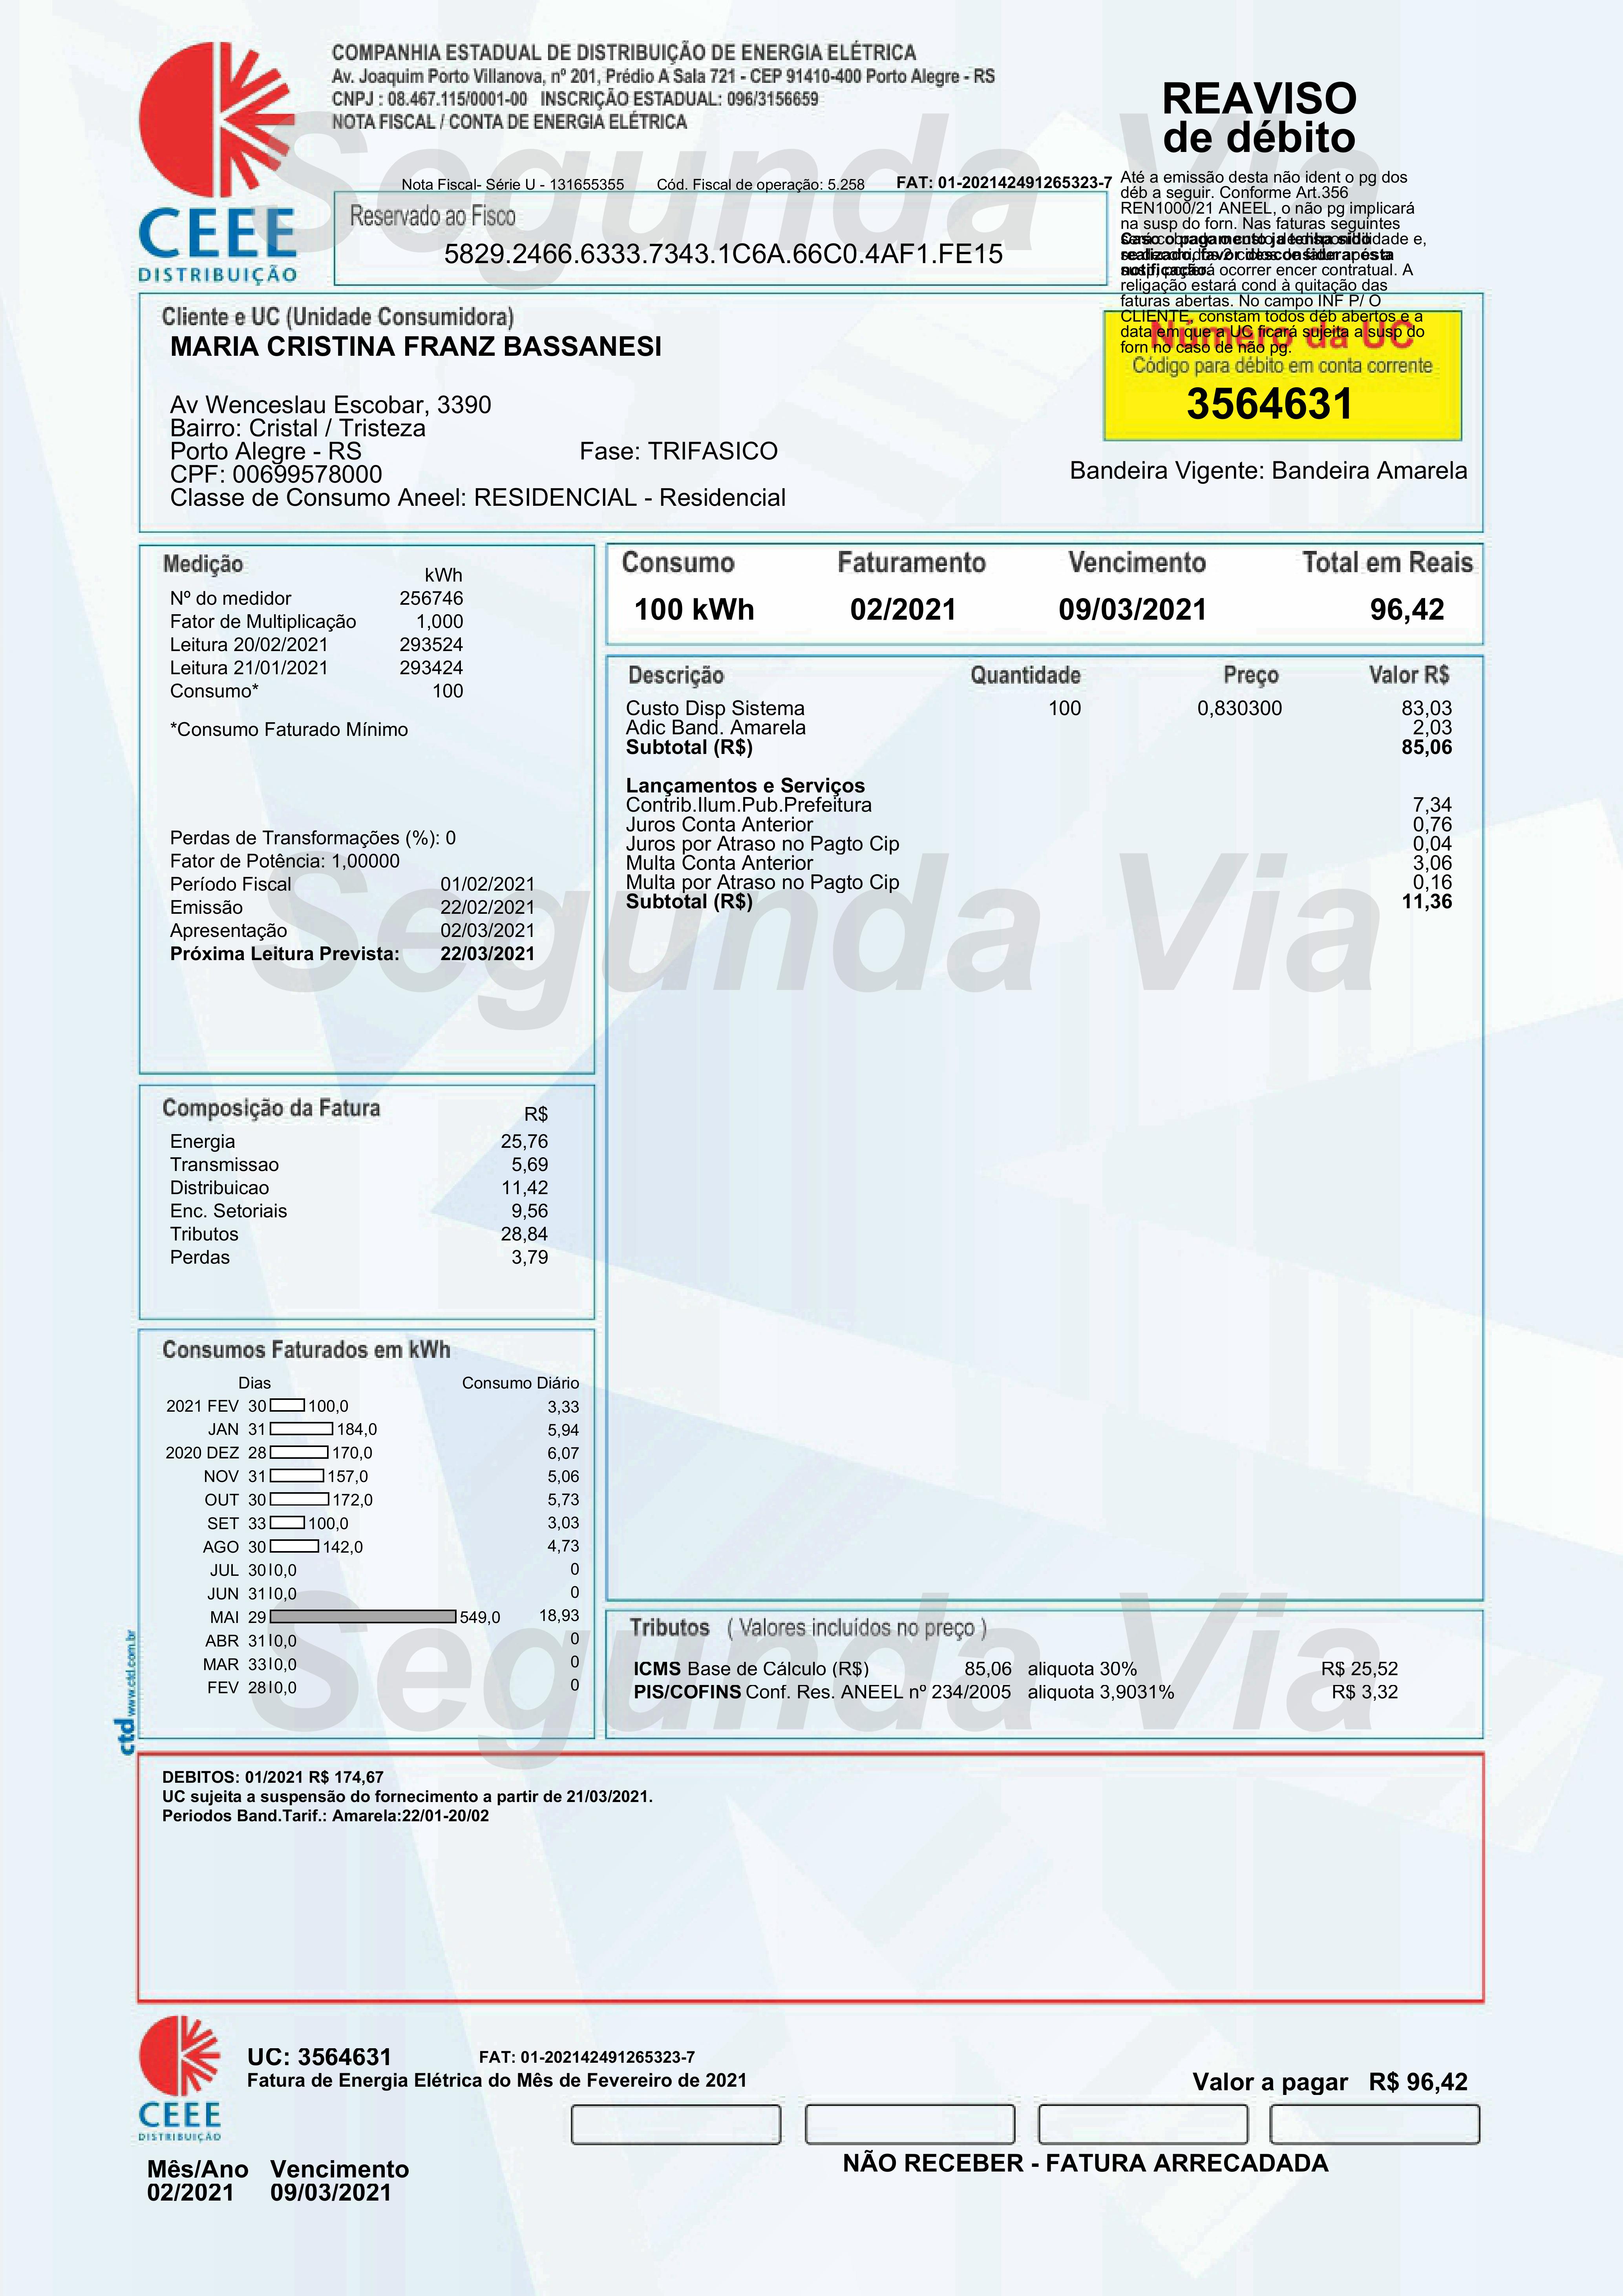 COMPANHIA ESTADUAL DE DISTRIBUIÇÃO DE ENERGIA ELÉTRICA
Av. Joaquim Porto Villanova, nº 201, Prédio A Sala 721 - CEP 91410-400 Porto Alegre - RS
CNPJ : 08.467.115/0001-00 INSCRIÇÃO ESTADUAL: 096/3156659
NOTA FISCAL / CONTA DE ENERGIA ELÉTRICA
CEEE
DISTRIBUIÇÃO
REAVISO
de débito
Segunda Via
Nota Fiscal- Série U - 131655355 Cód. Fiscal de operação: 5.258 FAT: 01-202142491265323-7
Reservado ao Fisco
5829.2466.6333.7343.1C6A.66C0.4AF1.FE15
Até a emissão desta não ident o pg dos
déb a seguir. Conforme Art.356
REN1000/21 ANEEL, o não pg implicará
na susp do forn. Nas faturas seguintes
Caso o pagamento ja tenha sido
realizado, favor desconsiderar esta
notificação.
ocorrer encer contratual. A
religação estará cond à quitação das
faturas abertas. No campo INF P/ O
CLIENTE, constam todos déb abertos e a
data em que a UC ficará sujeita a susp do
forn no caso de não pg.
Cliente e UC (Unidade Consumidora)
MARIA CRISTINA FRANZ BASSANESI
Av Wenceslau Escobar, 3390
Bairro: Cristal / Tristeza
Porto Alegre - RS Fase: TRIFASICO
CPF: 00699578000
Classe de Consumo Aneel: RESIDENCIAL - Residencial
Número da UC
Código para débito em conta corrente
3564631
Bandeira Vigente: Bandeira Amarela
Medição
kWh
Nº do medidor 256746
Fator de Multiplicação 1,000
Leitura 20/02/2021 293524
Leitura 21/01/2021 293424
Consumo* 100
*Consumo Faturado Mínimo
Perdas de Transformações (%): 0
Fator de Potência: 1,00000
Período Fiscal 01/02/2021
Emissão 22/02/2021
Apresentação 02/03/2021
Próxima Leitura Prevista: 22/03/2021
Consumo Faturamento Vencimento Total em Reais
100 kWh 02/2021 09/03/2021 96,42
Descrição Quantidade Preço Valor R$
Custo Disp Sistema 100 0,830300 83,03
Adic Band. Amarela 2,03
Subtotal (R$) 85,06
Lançamentos e Serviços
Contrib.Ilum.Pub.Prefeitura 7,34
Juros Conta Anterior 0,76
Juros por Atraso no Pagto Cip 0,04
Multa Conta Anterior 3,06
Multa por Atraso no Pagto Cip 0,16
Subtotal (R$) 11,36
Segunda Via
Composição da Fatura
R$
Energia 25,76
Transmissao 5,69
Distribuicao 11,42
Enc. Setoriais 9,56
Tributos 28,84
Perdas 3,79
Consumos Faturados em kWh
Dias Consumo Diário
2021 FEV 30 100,0 3,33
JAN 31 184,0 5,94
2020 DEZ 28 170,0 6,07
NOV 31 157,0 5,06
OUT 30 172,0 5,73
SET 33 100,0 3,03
AGO 30 142,0 4,73
JUL 30 0,0 0
JUN 31 0,0 0
MAI 29 549,0 18,93
ABR 31 0,0 0
MAR 33 0,0 0
FEV 28 0,0 0
Segunda Via
Tributos ( Valores incluídos no preço )
ICMS Base de Cálculo (R$) 85,06 aliquota 30% R$ 25,52
PIS/COFINS Conf. Res. ANEEL nº 234/2005 aliquota 3,9031% R$ 3,32
ctd www.ctd.com.br
DEBITOS: 01/2021 R$ 174,67
UC sujeita a suspensão do fornecimento a partir de 21/03/2021.
Periodos Band.Tarif.: Amarela:22/01-20/02
CEEE
DISTRIBUIÇÃO
UC: 3564631 FAT: 01-202142491265323-7
Fatura de Energia Elétrica do Mês de Fevereiro de 2021
Valor a pagar R$ 96,42
NÃO RECEBER - FATURA ARRECADADA
Mês/Ano Vencimento
02/2021 09/03/2021